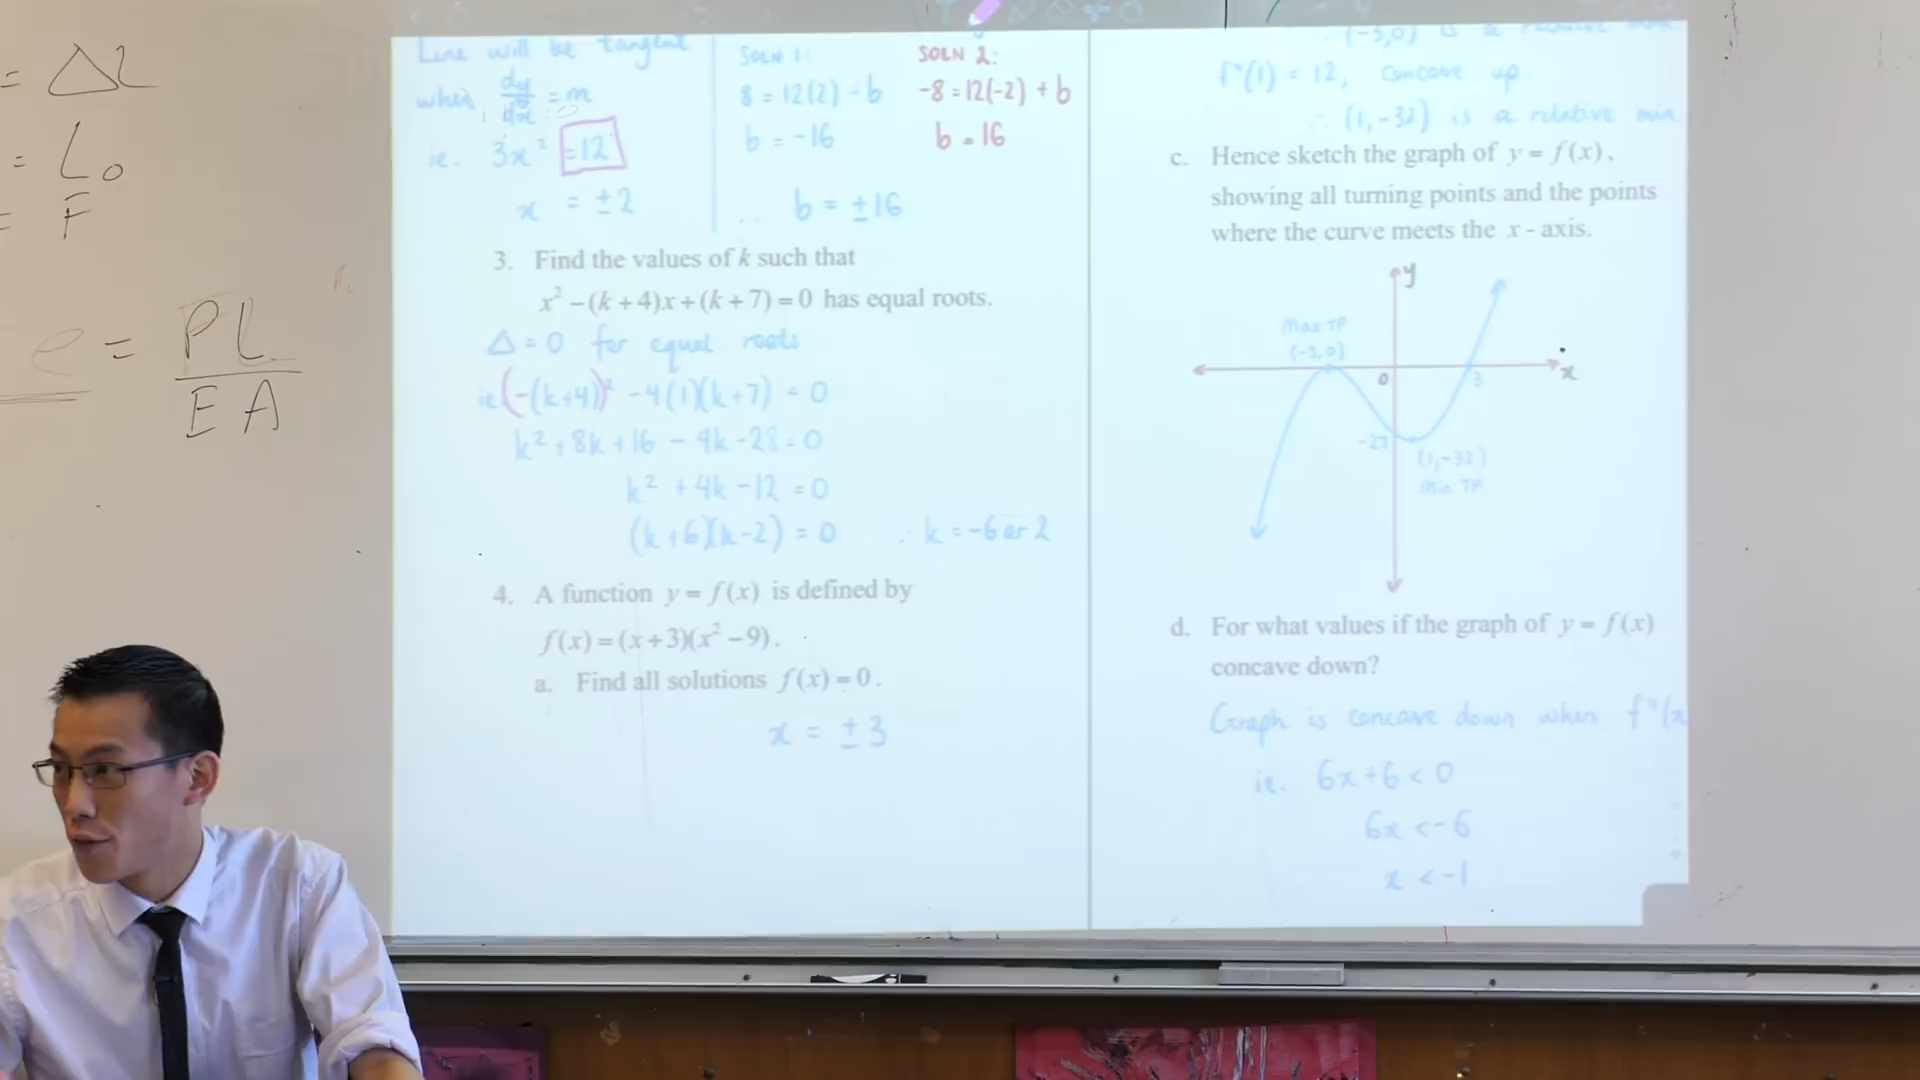 = Δl
= L₀
= F
e = PL / EA
Line will be tangent
when dy/dx = m
ie. 3x² = 12
x = ±2
SOLN 1:
8 = 12(2) + b
b = -16
SOLN 2:
-8 = 12(-2) + b
b = 16
b = ±16
3. Find the values of k such that
x² – (k + 4)x + (k + 7) = 0 has equal roots.
Δ = 0 for equal roots
ie (-(k+4))² - 4(1)(k+7) = 0
k² + 8k + 16 - 4k - 28 = 0
k² + 4k - 12 = 0
(k+6)(k-2) = 0 ∴ k = -6 or 2
4. A function y = f(x) is defined by
f(x) = (x + 3)(x² – 9).
a. Find all solutions f(x) = 0.
x = ±3
∴ (-3,0) is a relative max
f"(1) = 12, concave up.
∴ (1,-32) is a relative min
c. Hence sketch the graph of y = f(x),
showing all turning points and the points
where the curve meets the x - axis.
y
Max TP
(-3,0)
0
3
x
-27
(1,-32)
Min TP
d. For what values if the graph of y = f(x)
concave down?
Graph is concave down when f"(x
ie. 6x + 6 < 0
6x < -6
x < -1